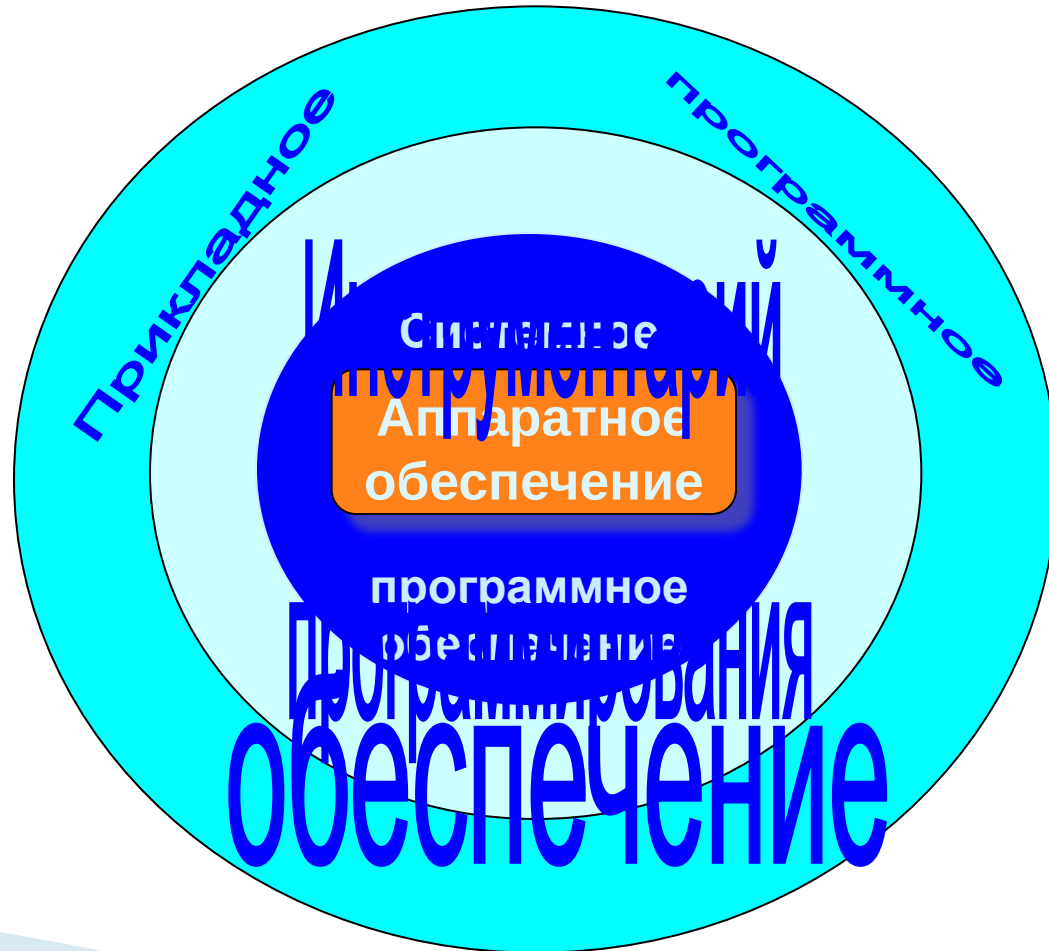 Прикладное
программное
Инструментарий
Системное
Аппаратное
обеспечение
программное
обеспечение
программирования
обеспечение